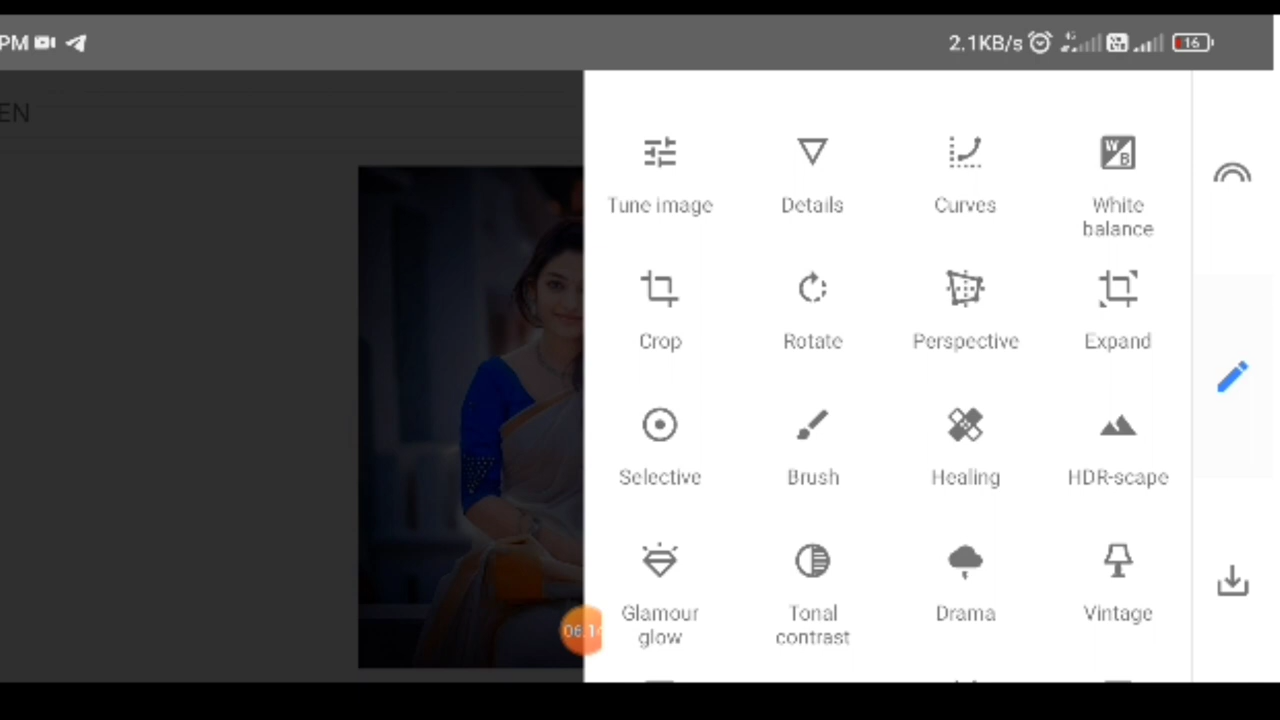 PM 2.1KB/s 4G 16
EN
Tune image Details Curves White balance
Crop Rotate Perspective Expand
Selective Brush Healing HDR-scape
Glamour glow Tonal contrast Drama Vintage